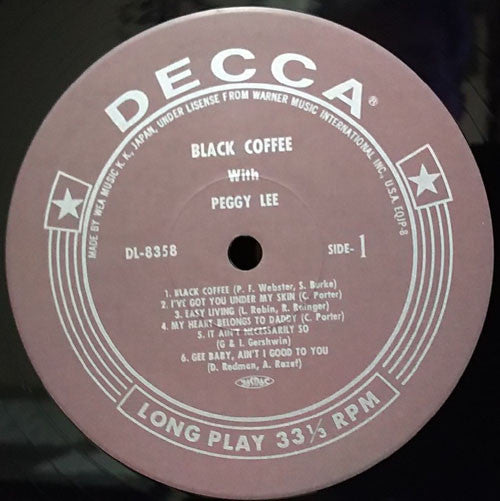 DECCA®
MADE BY WEA MUSIC K.K., JAPAN, UNDER LISENSE FROM WARNER MUSIC INTERNATIONAL INC., U.S.A. EQJP-8
BLACK COFFEE
With
PEGGY LEE
DL-8358
SIDE- 1
1. BLACK COFFEE (P. F. Webster, S. Burke)
2. I'VE GOT YOU UNDER MY SKIN (C. Porter)
3. EASY LIVING (L. Robin, R. Rainger)
4. MY HEART BELONGS TO DADDY (C. Porter)
5. IT AIN'T NECESSARILY SO
(G & I. Gershwin)
6. GEE BABY, AIN'T I GOOD TO YOU
(D. Redman, A. Razaf)
LONG PLAY 33⅓ RPM